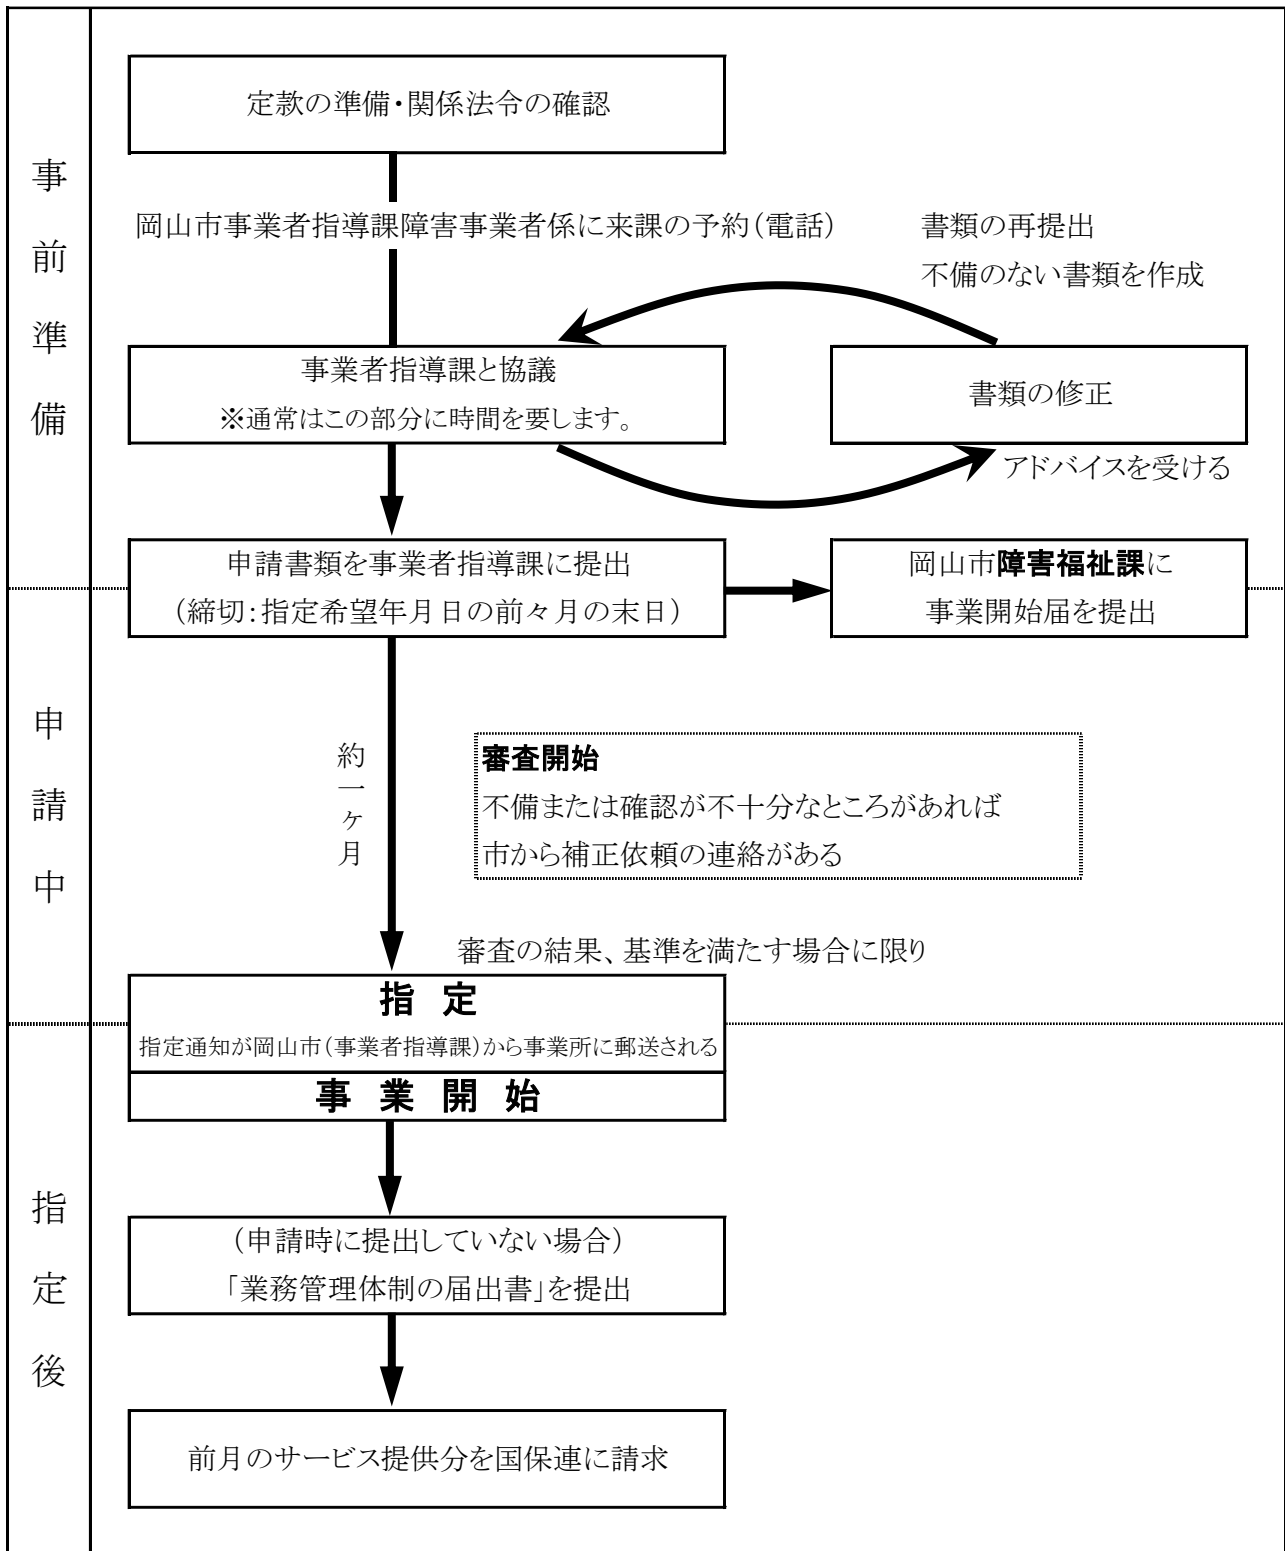 事前準備
定款の準備・関係法令の確認
岡山市事業者指導課障害事業者係に来課の予約(電話)
書類の再提出
不備のない書類を作成
事業者指導課と協議
※通常はこの部分に時間を要します。
書類の修正
アドバイスを受ける
申請書類を事業者指導課に提出
(締切:指定希望年月日の前々月の末日)
岡山市障害福祉課に
事業開始届を提出
申請中
約一ヶ月
審査開始
不備または確認が不十分なところがあれば
市から補正依頼の連絡がある
審査の結果、基準を満たす場合に限り
指 定
指定通知が岡山市(事業者指導課)から事業所に郵送される
事 業 開 始
指定後
(申請時に提出していない場合)
「業務管理体制の届出書」を提出
前月のサービス提供分を国保連に請求